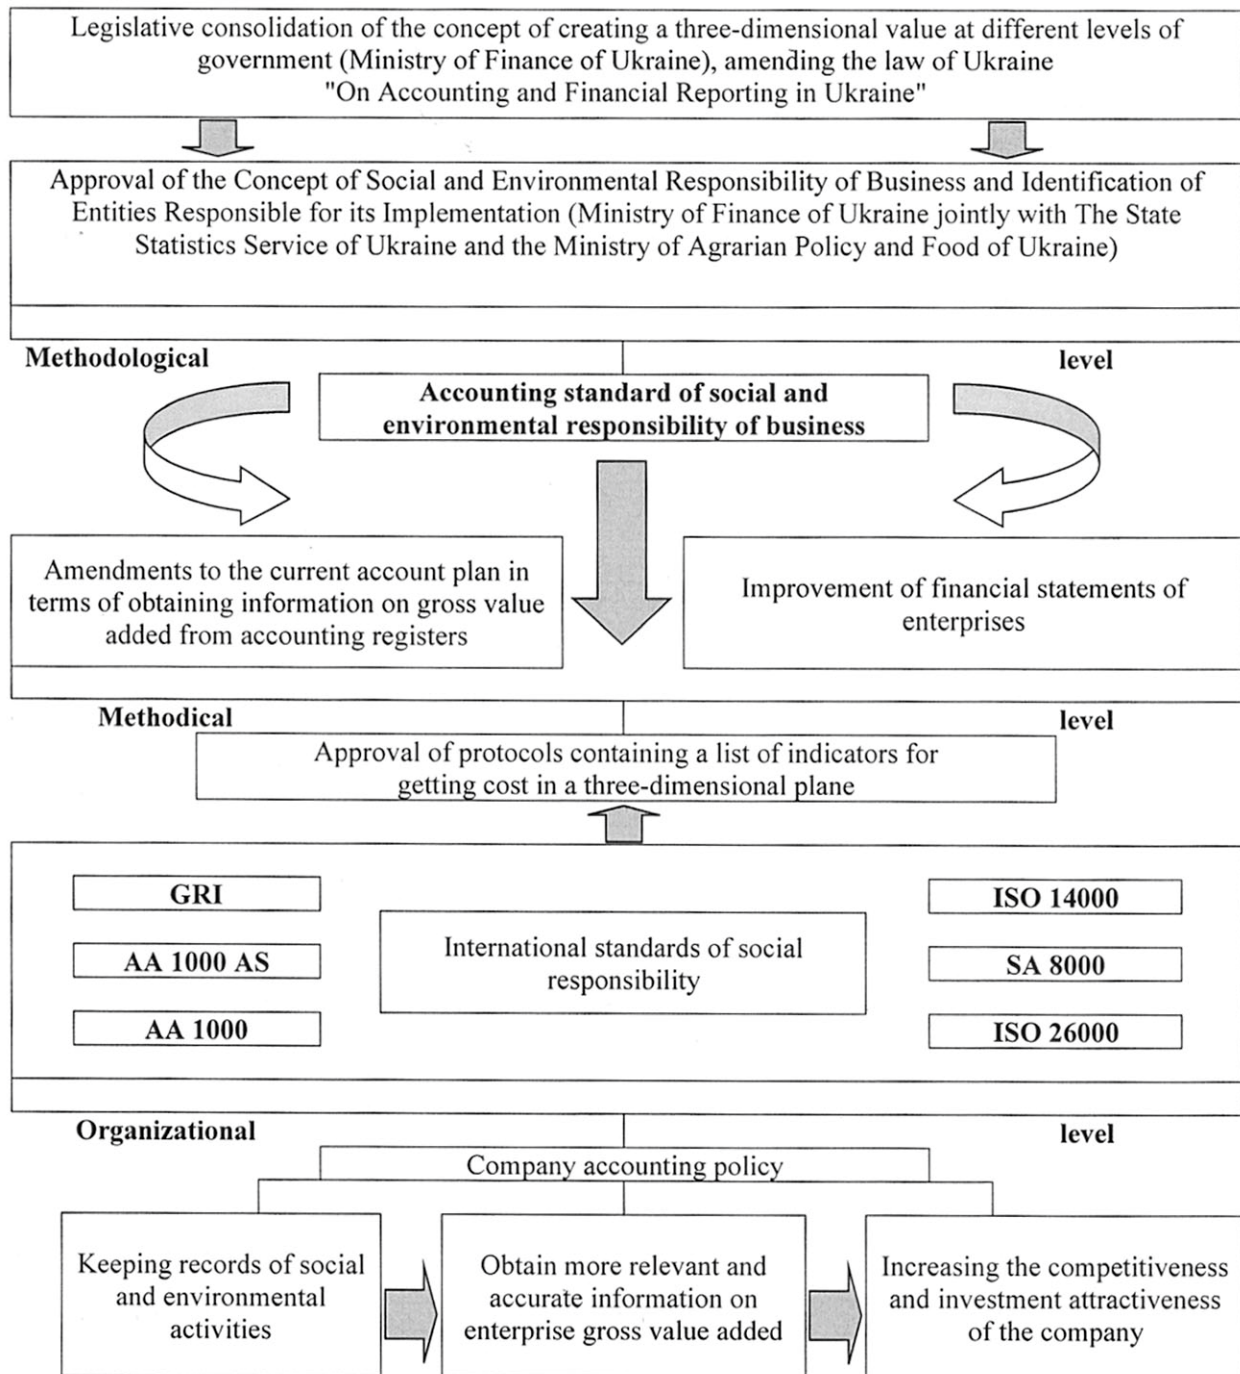 Legislative consolidation of the concept of creating a three-dimensional value at different levels of
government (Ministry of Finance of Ukraine), amending the law of Ukraine
"On Accounting and Financial Reporting in Ukraine"
Approval of the Concept of Social and Environmental Responsibility of Business and Identification of
Entities Responsible for its Implementation (Ministry of Finance of Ukraine jointly with The State
Statistics Service of Ukraine and the Ministry of Agrarian Policy and Food of Ukraine)
Methodological level
Accounting standard of social and
environmental responsibility of business
Amendments to the current account plan in
terms of obtaining information on gross value
added from accounting registers
Improvement of financial statements of
enterprises
Methodical level
Approval of protocols containing a list of indicators for
getting cost in a three-dimensional plane
GRI
AA 1000 AS
AA 1000
International standards of social
responsibility
ISO 14000
SA 8000
ISO 26000
Organizational level
Company accounting policy
Keeping records of social
and environmental
activities
Obtain more relevant and
accurate information on
enterprise gross value added
Increasing the competitiveness
and investment attractiveness
of the company